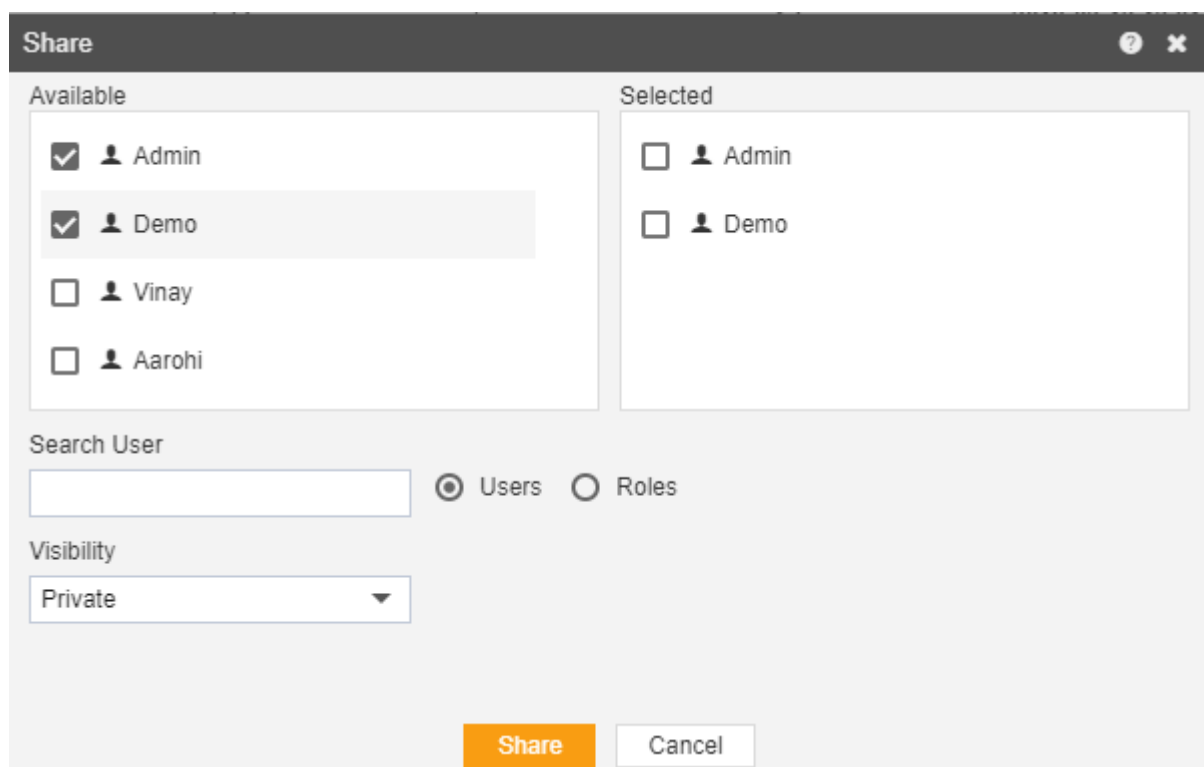 Share
Available
Selected
Admin
Demo
Vinay
Aarohi
Admin
Demo
Search User
Users
Roles
Visibility
Private
Share
Cancel